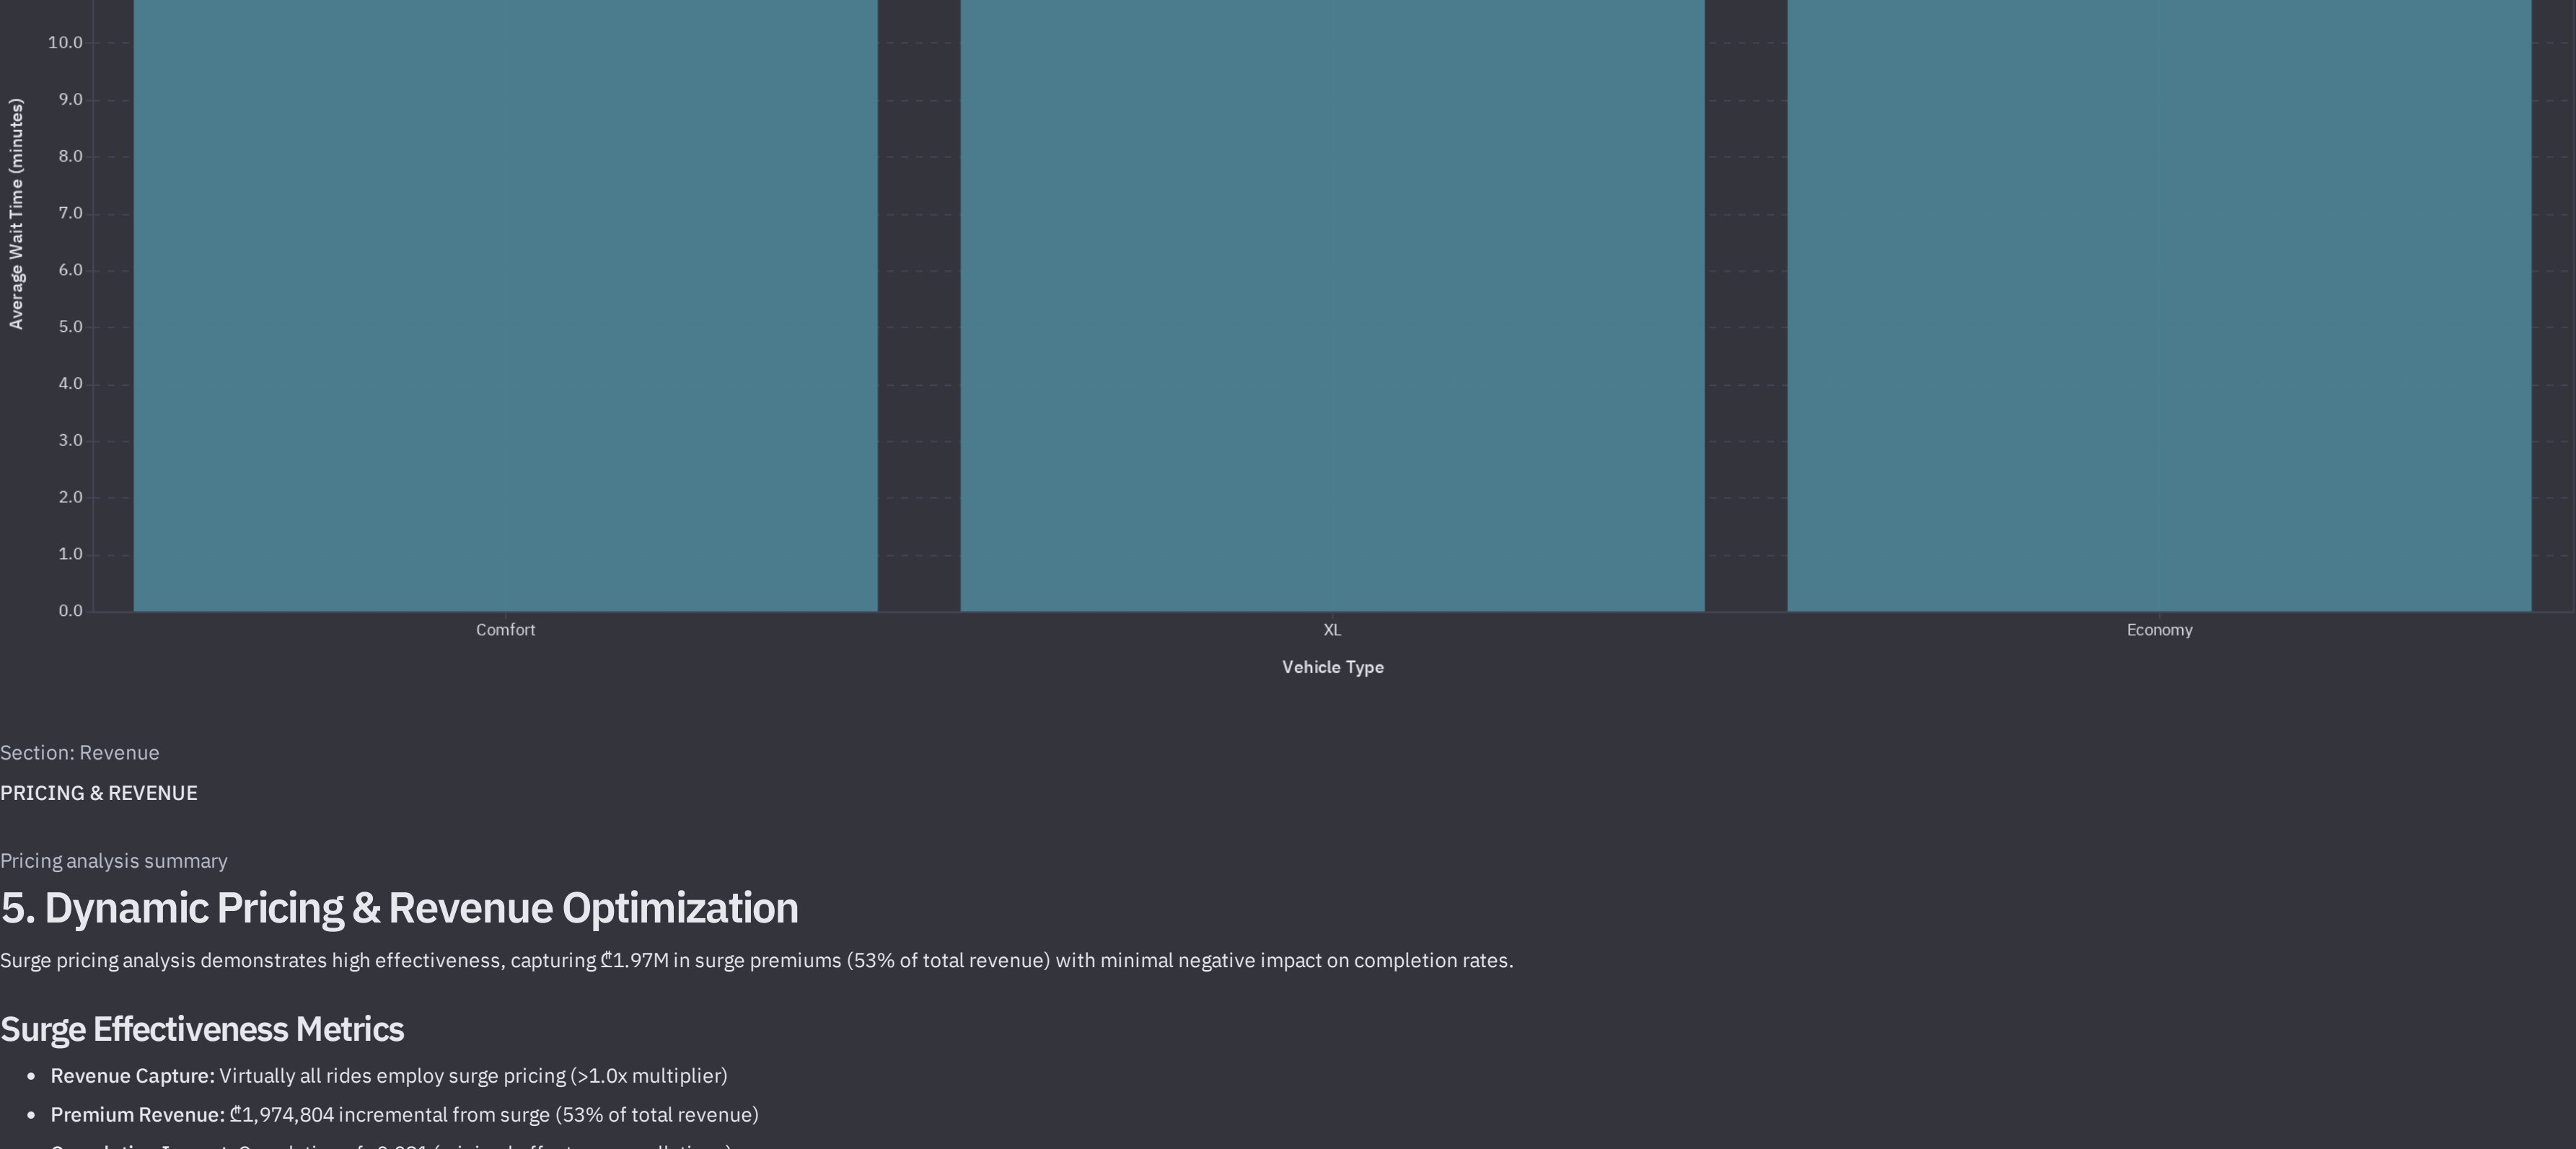 10.0
9.0
8.0
7.0
6.0
5.0
4.0
3.0
2.0
1.0
0.0
Average Wait Time (minutes)
Comfort XL Economy
Vehicle Type
Section: Revenue
PRICING & REVENUE
Pricing analysis summary
5. Dynamic Pricing & Revenue Optimization
Surge pricing analysis demonstrates high effectiveness, capturing ₾1.97M in surge premiums (53% of total revenue) with minimal negative impact on completion rates.
Surge Effectiveness Metrics
• Revenue Capture: Virtually all rides employ surge pricing (>1.0x multiplier)
• Premium Revenue: ₾1,974,804 incremental from surge (53% of total revenue)